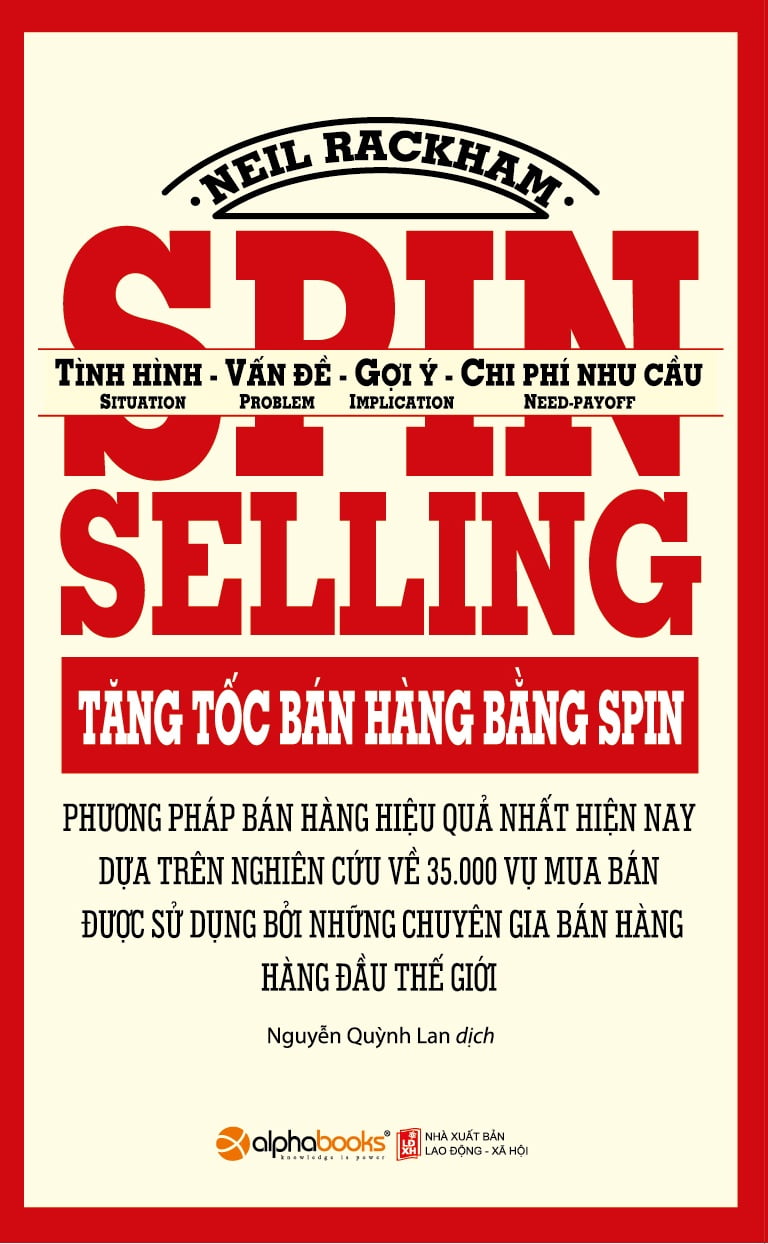 NEIL RACKHAM
SPIN
TÌNH HÌNH - VẤN ĐỀ - GỢI Ý - CHI PHÍ NHU CẦU
SITUATION PROBLEM IMPLICATION NEED-PAYOFF
SELLING
TĂNG TỐC BÁN HÀNG BẰNG SPIN
PHƯƠNG PHÁP BÁN HÀNG HIỆU QUẢ NHẤT HIỆN NAY
DỰA TRÊN NGHIÊN CỨU VỀ 35.000 VỤ MUA BÁN
ĐƯỢC SỬ DỤNG BỞI NHỮNG CHUYÊN GIA BÁN HÀNG
HÀNG ĐẦU THẾ GIỚI
Nguyễn Quỳnh Lan dịch
alphabooks®
knowledge is power
LĐ
XH
NHÀ XUẤT BẢN
LAO ĐỘNG - XÃ HỘI